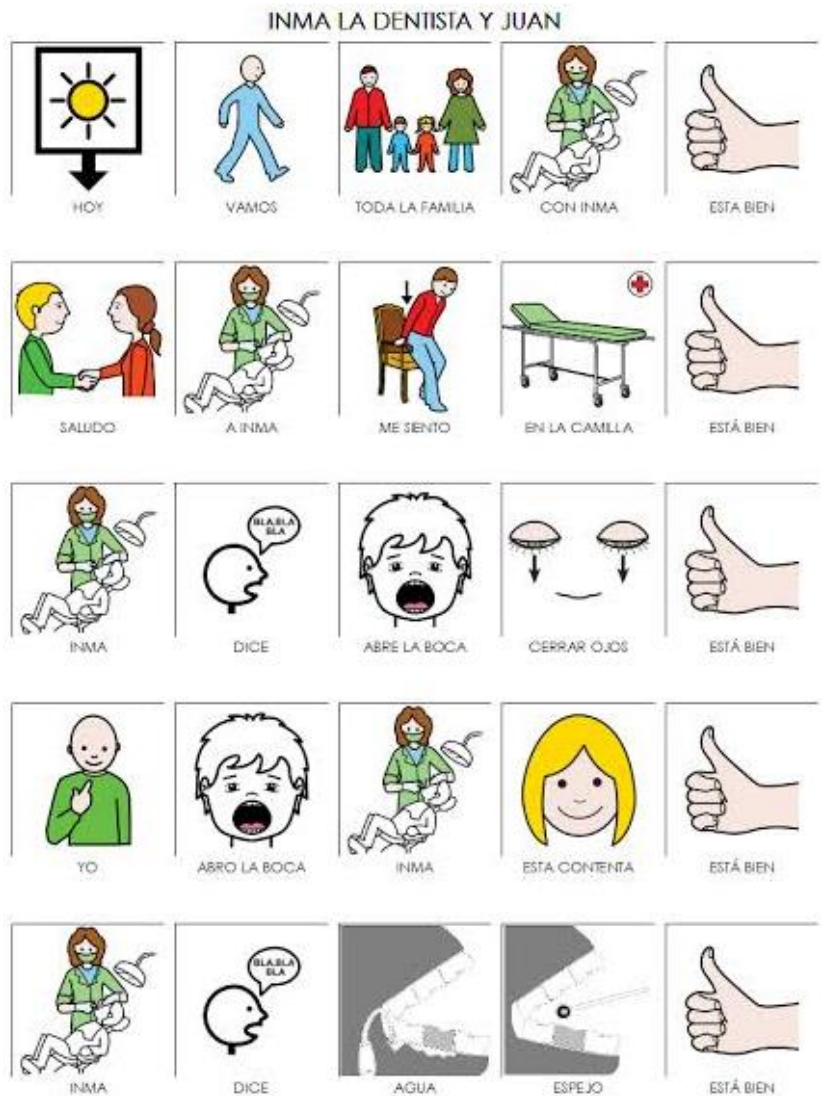 INMA LA DENTISTA Y JUAN
HOY VAMOS TODA LA FAMILIA CON INMA ESTA BIEN
SALUDO A INMA ME SIENTO EN LA CAMILLA ESTÁ BIEN
BLA,BLA
BLA
INMA DICE ABRE LA BOCA CERRAR OJOS ESTÁ BIEN
YO ABRO LA BOCA INMA ESTA CONTENTA ESTÁ BIEN
BLA,BLA
BLA
INMA DICE AGUA ESPEJO ESTÁ BIEN